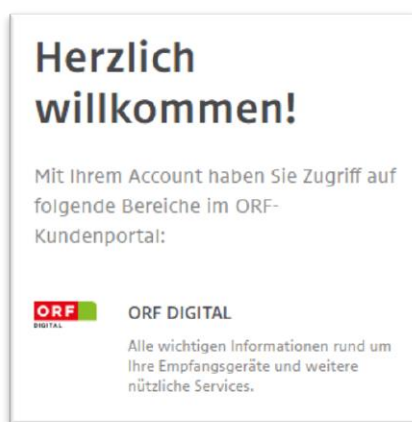 Herzlich
willkommen!
Mit Ihrem Account haben Sie Zugriff auf
folgende Bereiche im ORF-
Kundenportal:
ORF
DIGITAL
ORF DIGITAL
Alle wichtigen Informationen rund um
Ihre Empfangsgeräte und weitere
nützliche Services.